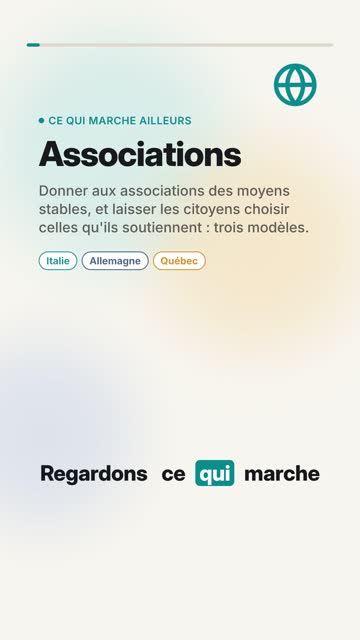 CE QUI MARCHE AILLEURS
Associations
Donner aux associations des moyens
stables, et laisser les citoyens choisir
celles qu'ils soutiennent : trois modèles.
Italie Allemagne Québec
Regardons ce qui marche